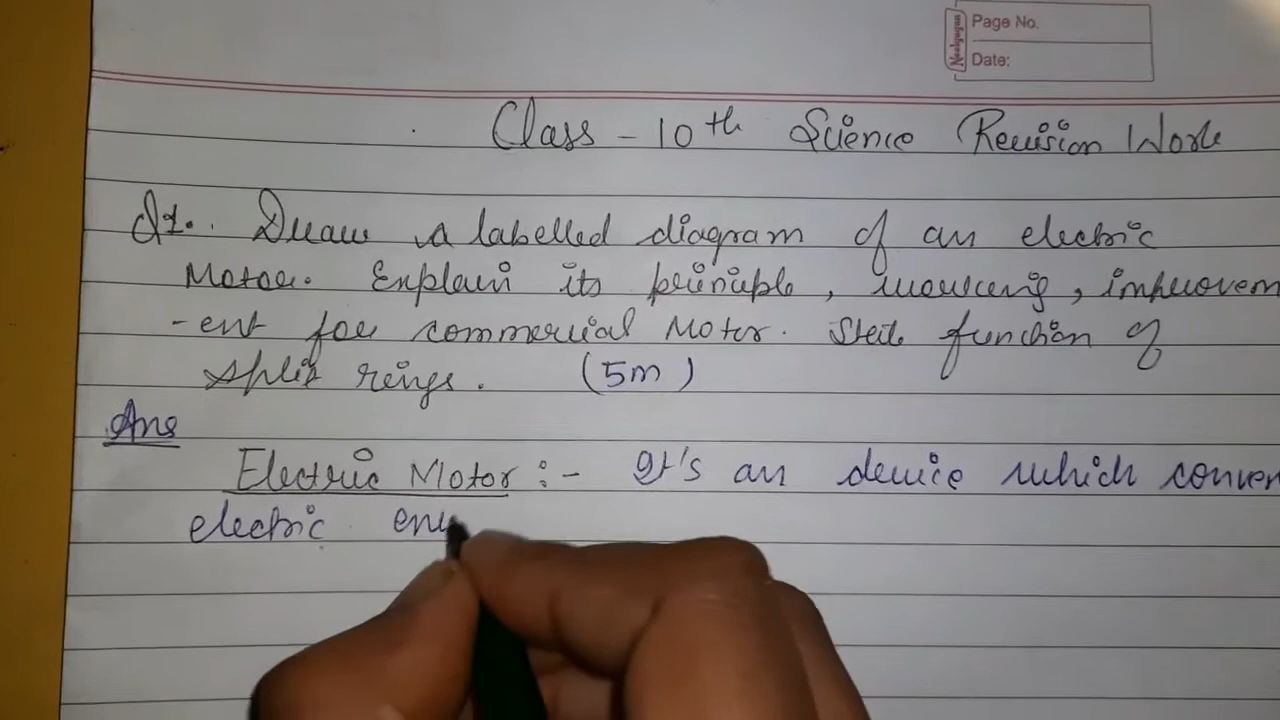 Page No.
Neelgagan
Date:
Class - 10th Science Revision Work
Q1. Draw a labelled diagram of an electric
Motor. Explain its principle, working, improvem
-ent for commercial Motor. State function of
split rings. (5m)
Ans
Electric Motor :- It's an device which conver
electric en